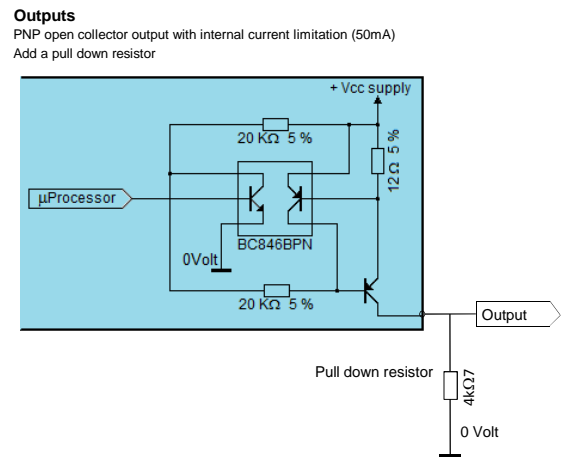 Outputs
PNP open collector output with internal current limitation (50mA)
Add a pull down resistor
+ Vcc supply
20 KΩ 5 %
12Ω 5 %
µProcessor
BC846BPN
0Volt
20 KΩ 5 %
Output
Pull down resistor
4kΩ7
0 Volt